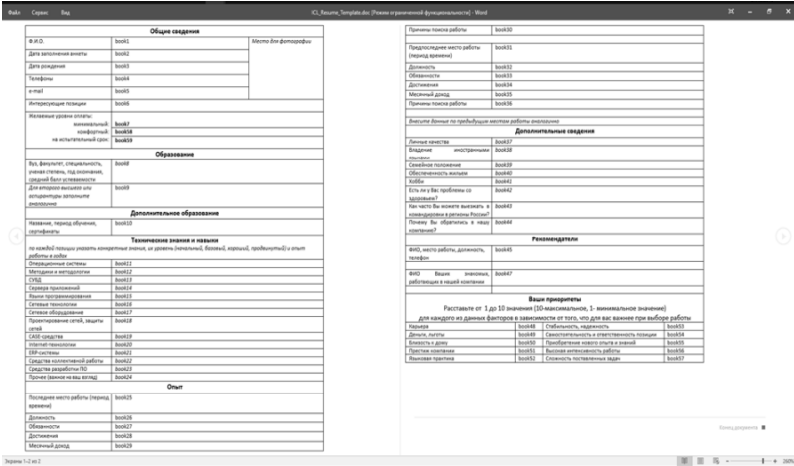 Файл Сервис Вид
ICL_Resume_Template.doc [Режим ограниченной функциональности] - Word
Общие сведения
Ф.И.О. book1 Место для фотографии
Дата заполнения анкеты book2
Дата рождения book3
Телефоны book4
e-mail book5
Интересующие позиции book6
Желаемые уровни оплаты:
минимальный: book7
комфортный: book58
на испытательный срок: book59
Образование
Вуз, факультет, специальность, book8
ученая степень, год окончания,
средний балл успеваемости
Для второго высшего или book9
аспирантуры заполните
аналогично
Дополнительное образование
Название, период обучения, book10
сертификаты
Технические знания и навыки
по каждой позиции указать конкретные знания, их уровень (начальный, базовый, хороший, продвинутый) и опыт
работы в годах
Операционные системы book11
Методики и методологии book12
СУБД book13
Сервера приложений book14
Языки программирования book15
Сетевые технологии book16
Сетевое оборудование book17
Проектирование сетей, защиты book18
сетей
CASE-средства book19
Internet-технологии book20
ERP-системы book21
Средства коллективной работы book22
Средства разработки ПО book23
Прочее (важное на ваш взгляд) book24
Опыт
Последнее место работы (период book25
времени)
Должность book26
Обязанности book27
Достижения book28
Месячный доход book29
Причины поиска работы book30
Предпоследнее место работы book31
(период времени)
Должность book32
Обязанности book33
Достижения book34
Месячный доход book35
Причины поиска работы book36
Внесите данные по предыдущим местам работы аналогично
Дополнительные сведения
Личные качества book37
Владение иностранными book38
языками
Семейное положение book39
Обеспеченность жильем book40
Хобби book41
Есть ли у Вас проблемы со book42
здоровьем?
Как часто Вы можете выезжать в book43
командировки в регионы России?
Почему Вы обратились в нашу book44
компанию?
Рекомендатели
ФИО, место работы, должность, book45
телефон
ФИО Ваших знакомых, book47
работающих в нашей компании
Ваши приоритеты
Расставьте от 1 до 10 значения (10-максимальное, 1- минимальное значение)
для каждого из данных факторов в зависимости от того, что для вас важнее при выборе работы
Карьера book48 Стабильность, надежность book53
Деньги, льготы book49 Самостоятельность и ответственность позиции book54
Близость к дому book50 Приобретение нового опыта и знаний book55
Престиж компании book51 Высокая интенсивность работы book56
Языковая практика book52 Сложность поставленных задач book57
Конец документа
Экраны 1-2 из 2
200%